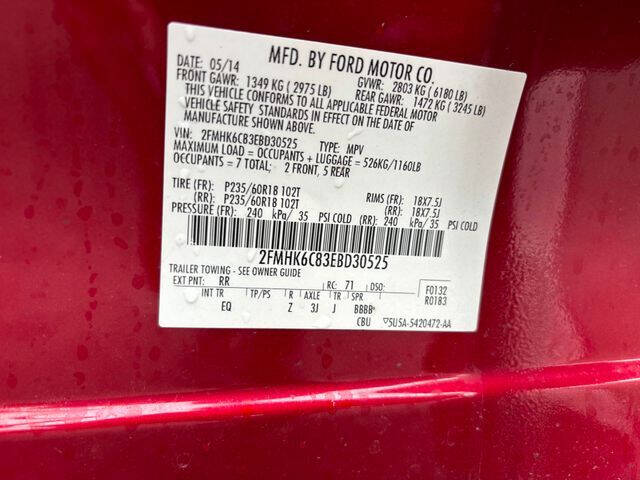 MFD. BY FORD MOTOR CO.
DATE: 05/14 GVWR: 2803 KG ( 6180 LB)
FRONT GAWR: 1349 KG ( 2975 LB) REAR GAWR: 1472 KG ( 3245 LB)
THIS VEHICLE CONFORMS TO ALL APPLICABLE FEDERAL MOTOR
VEHICLE SAFETY STANDARDS IN EFFECT ON THE DATE OF
MANUFACTURE SHOWN ABOVE.
VIN: 2FMHK6C83EBD30525 TYPE: MPV
MAXIMUM LOAD = OCCUPANTS + LUGGAGE = 526KG/1160LB
OCCUPANTS = 7 TOTAL: 2 FRONT, 5 REAR
TIRE (FR): P235/60R18 102T RIMS (FR): 18X7.5J
(RR): P235/60R18 102T (RR): 18X7.5J
PRESSURE (FR): 240 kPa/ 35 PSI COLD (RR): 240 kPa/ 35 PSI COLD
2FMHK6C83EBD30525
TRAILER TOWING - SEE OWNER GUIDE
EXT PNT: RR RC: 71 DSO: F0132
R0183
INT TR TP/PS R AXLE TR SPR
EQ Z 3J J BBBB
CBU 5U5A-5420472-AA